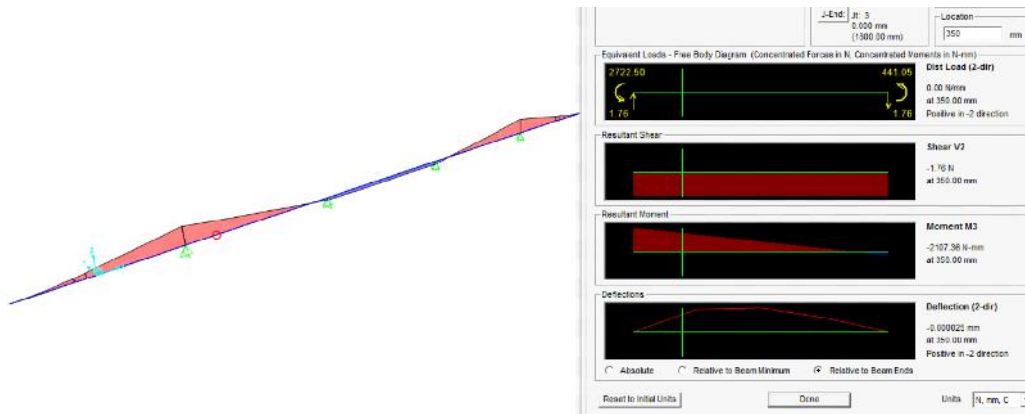 J-End: Jt: 3
0.000 mm
(1800.00 mm)
Location
350 mm
Equivalent Loads - Free Body Diagram (Concentrated Forces in N, Concentrated Moments in N-mm)
2722.50 441.05
1.76 1.76
Dist Load (2-dir)
0.00 N/mm
at 350.00 mm
Positive in -2 direction
Resultant Shear
Shear V2
-1.76 N
at 350.00 mm
Resultant Moment
Moment M3
-2107.36 N-mm
at 350.00 mm
Deflections
Deflection (2-dir)
-0.000025 mm
at 350.00 mm
Positive in -2 direction
Absolute Relative to Beam Minimum Relative to Beam Ends
Reset to Initial Units Done Units N, mm, C